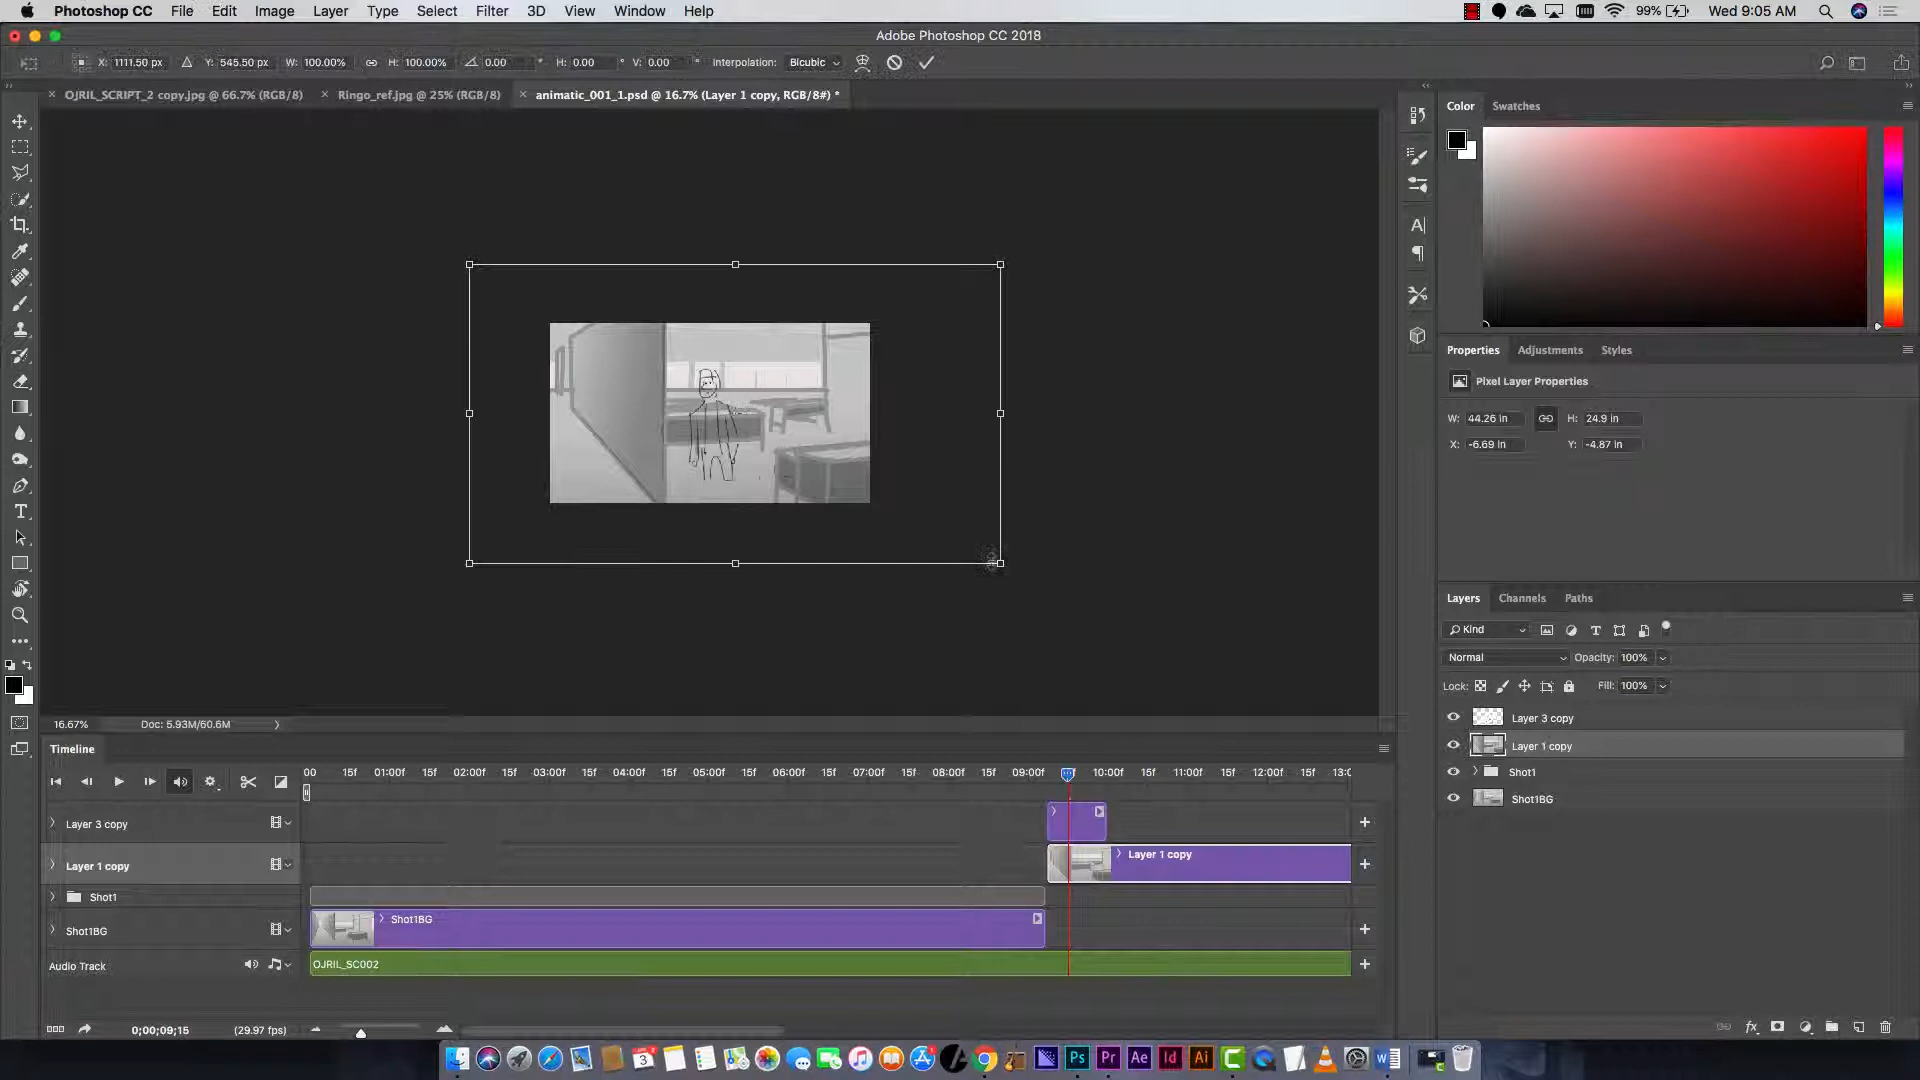 Photoshop CC File Edit Image Layer Type Select Filter 3D View Window Help 99% Wed 9:05 AM
Adobe Photoshop CC 2018
X: 1111.50 px Y: 545.50 px W: 100.00% H: 100.00% 0.00 ° H: 0.00 ° V: 0.00 ° Interpolation: Bicubic
OJRIL_SCRIPT_2 copy.jpg @ 66.7% (RGB/8) Ringo_ref.jpg @ 25% (RGB/8) animatic_001_1.psd @ 16.7% (Layer 1 copy, RGB/8#) *
Color Swatches
Properties Adjustments Styles
Pixel Layer Properties
W: 44.26 in H: 24.9 in
X: -6.69 in Y: -4.87 in
Layers Channels Paths
Kind
Normal Opacity: 100%
Lock: Fill: 100%
Layer 3 copy
Layer 1 copy
Shot1
Shot1BG
16.67% Doc: 5.93M/60.6M
Timeline
00 15f 01:00f 15f 02:00f 15f 03:00f 15f 04:00f 15f 05:00f 15f 06:00f 15f 07:00f 15f 08:00f 15f 09:00f 10:00f 15f 11:00f 15f 12:00f 15f
Layer 3 copy
Layer 1 copy Layer 1 copy
Shot1
Shot1BG Shot1BG
Audio Track OJRIL_SC002
0;00;09;15 (29.97 fps)
3 Ps Pr Ae Id Ai